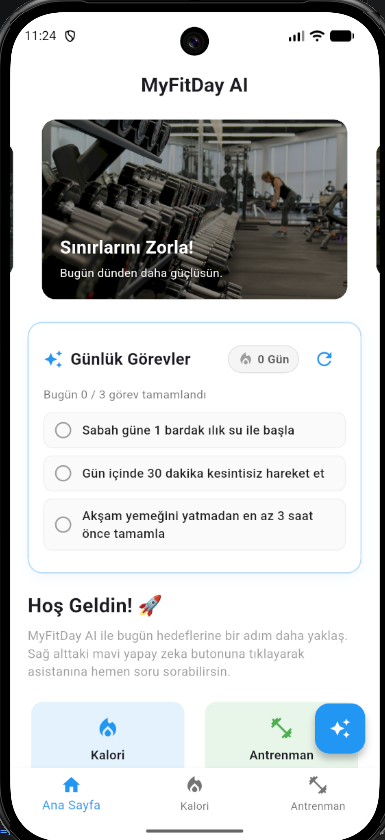 11:24
MyFitDay AI
Sınırlarını Zorla!
Bugün dünden daha güçlüsün.
Günlük Görevler
0 Gün
Bugün 0 / 3 görev tamamlandı
Sabah güne 1 bardak ılık su ile başla
Gün içinde 30 dakika kesintisiz hareket et
Akşam yemeğini yatmadan en az 3 saat
önce tamamla
Hoş Geldin! 🚀
MyFitDay AI ile bugün hedeflerine bir adım daha yaklaş.
Sağ alttaki mavi yapay zeka butonuna tıklayarak
asistanına hemen soru sorabilirsin.
Kalori
Antrenman
Ana Sayfa
Kalori
Antrenman